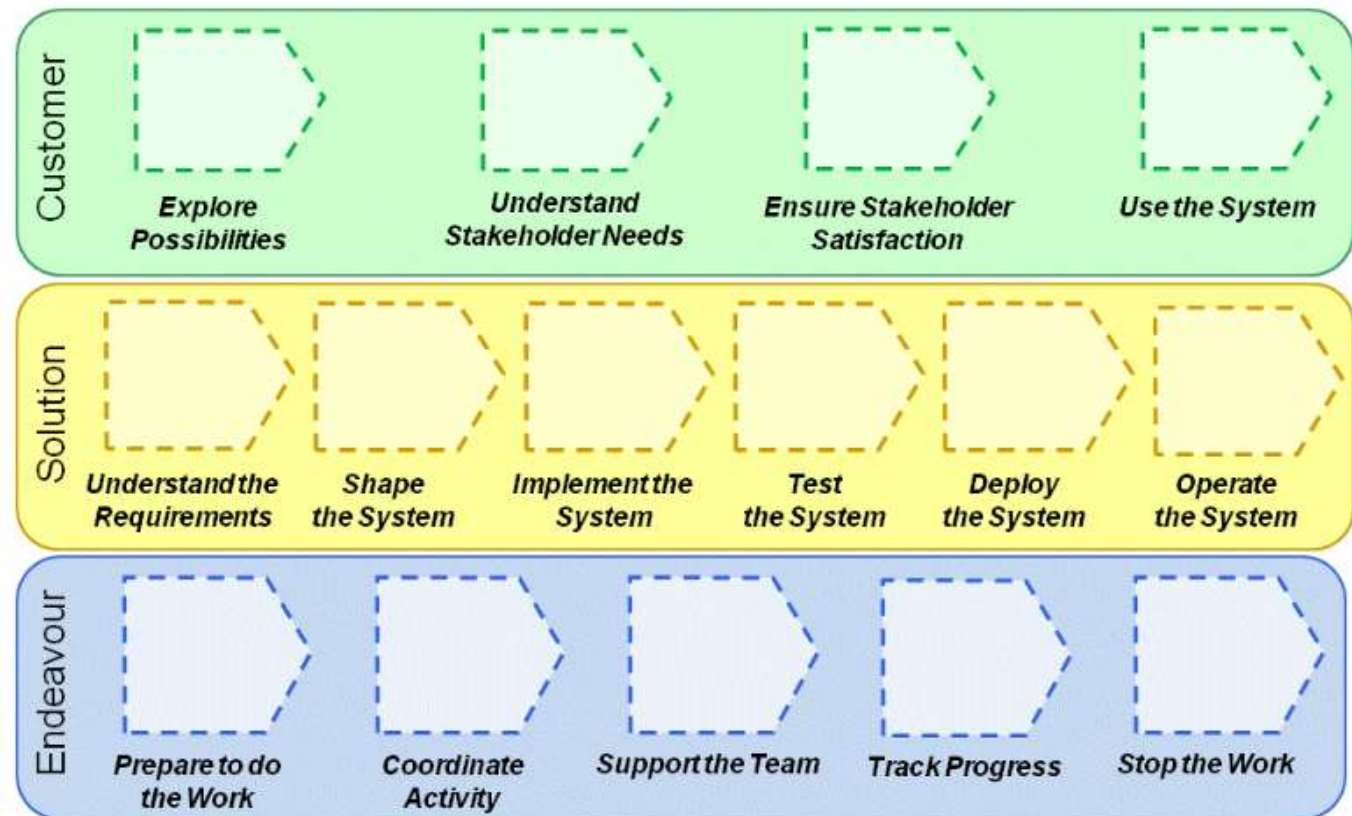 Customer
Explore
Possibilities
Understand
Stakeholder Needs
Ensure Stakeholder
Satisfaction
Use the System
Solution
Understand the
Requirements
Shape
the System
Implement the
System
Test
the System
Deploy
the System
Operate
the System
Endeavour
Prepare to do
the Work
Coordinate
Activity
Support the Team
Track Progress
Stop the Work